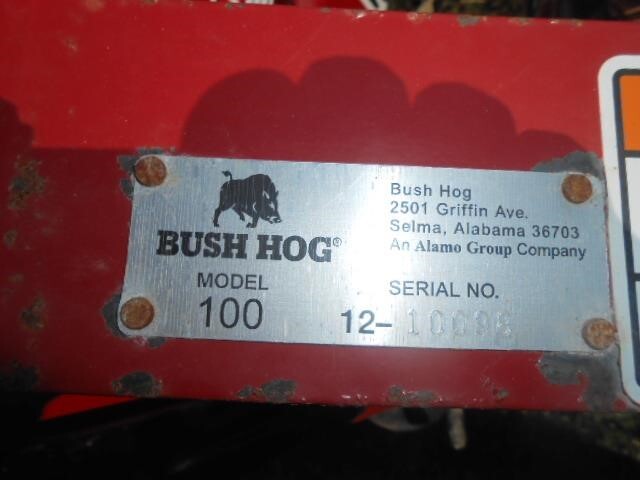 BUSH HOG®
MODEL
100
Bush Hog
2501 Griffin Ave.
Selma, Alabama 36703
An Alamo Group Company
SERIAL NO.
12-